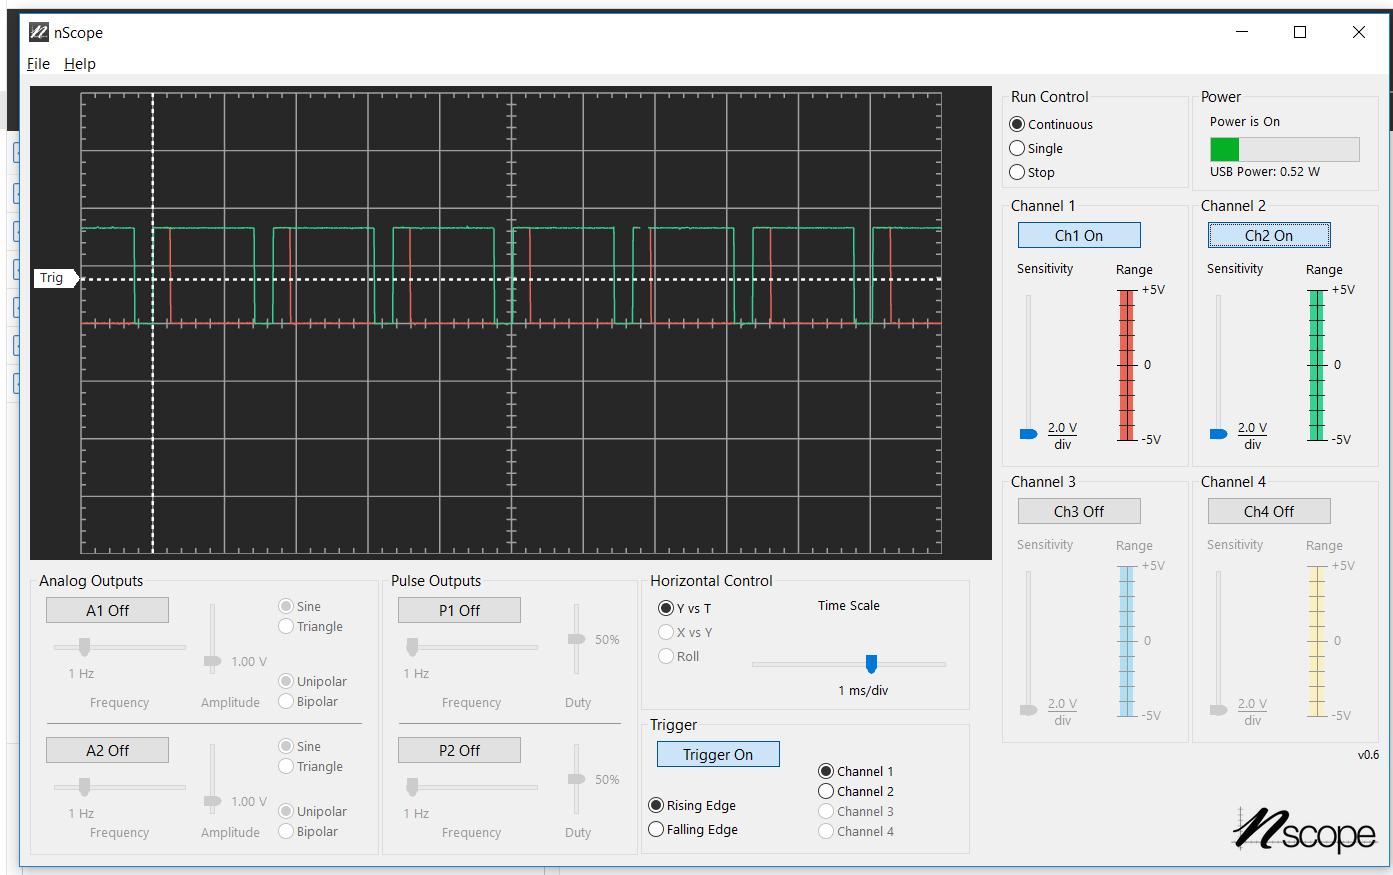 nScope
File Help
Trig
Run Control
Continuous
Single
Stop
Power
Power is On
USB Power: 0.52 W
Channel 1
Ch1 On
Sensitivity
Range
+5V
0
-5V
2.0 V
div
Channel 2
Ch2 On
Sensitivity
Range
+5V
0
-5V
2.0 V
div
Channel 3
Ch3 Off
Sensitivity
Range
+5V
0
-5V
2.0 V
div
Channel 4
Ch4 Off
Sensitivity
Range
+5V
0
-5V
2.0 V
div
Analog Outputs
A1 Off
1 Hz
Frequency
1.00 V
Amplitude
Sine
Triangle
Unipolar
Bipolar
A2 Off
1 Hz
Frequency
1.00 V
Amplitude
Sine
Triangle
Unipolar
Bipolar
Pulse Outputs
P1 Off
1 Hz
Frequency
50%
Duty
P2 Off
1 Hz
Frequency
50%
Duty
Horizontal Control
Y vs T
X vs Y
Roll
Time Scale
1 ms/div
Trigger
Trigger On
Rising Edge
Falling Edge
Channel 1
Channel 2
Channel 3
Channel 4
v0.6
nscope